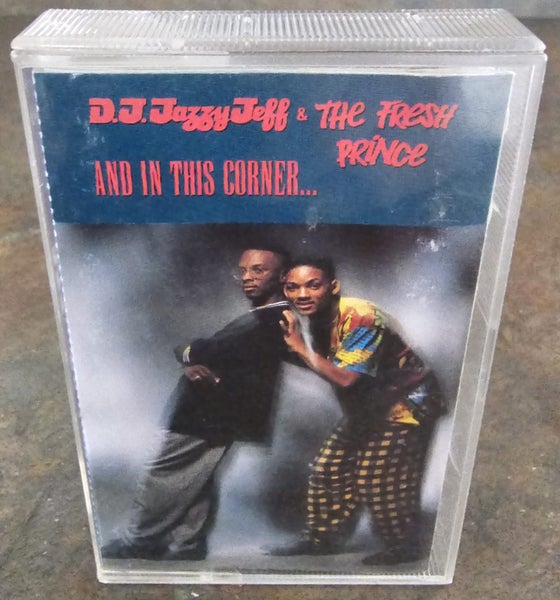 D.J. Jazzy Jeff & The Fresh
Prince
AND IN THIS CORNER...